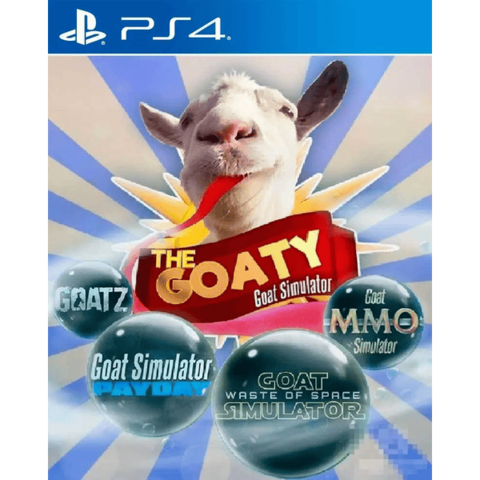 PS4
THE
GOATY
Goat Simulator
GOATZ
Goat
MMO
Simulator
Goat Simulator
PAYDAY
GOAT
WASTE OF SPACE
SIMULATOR